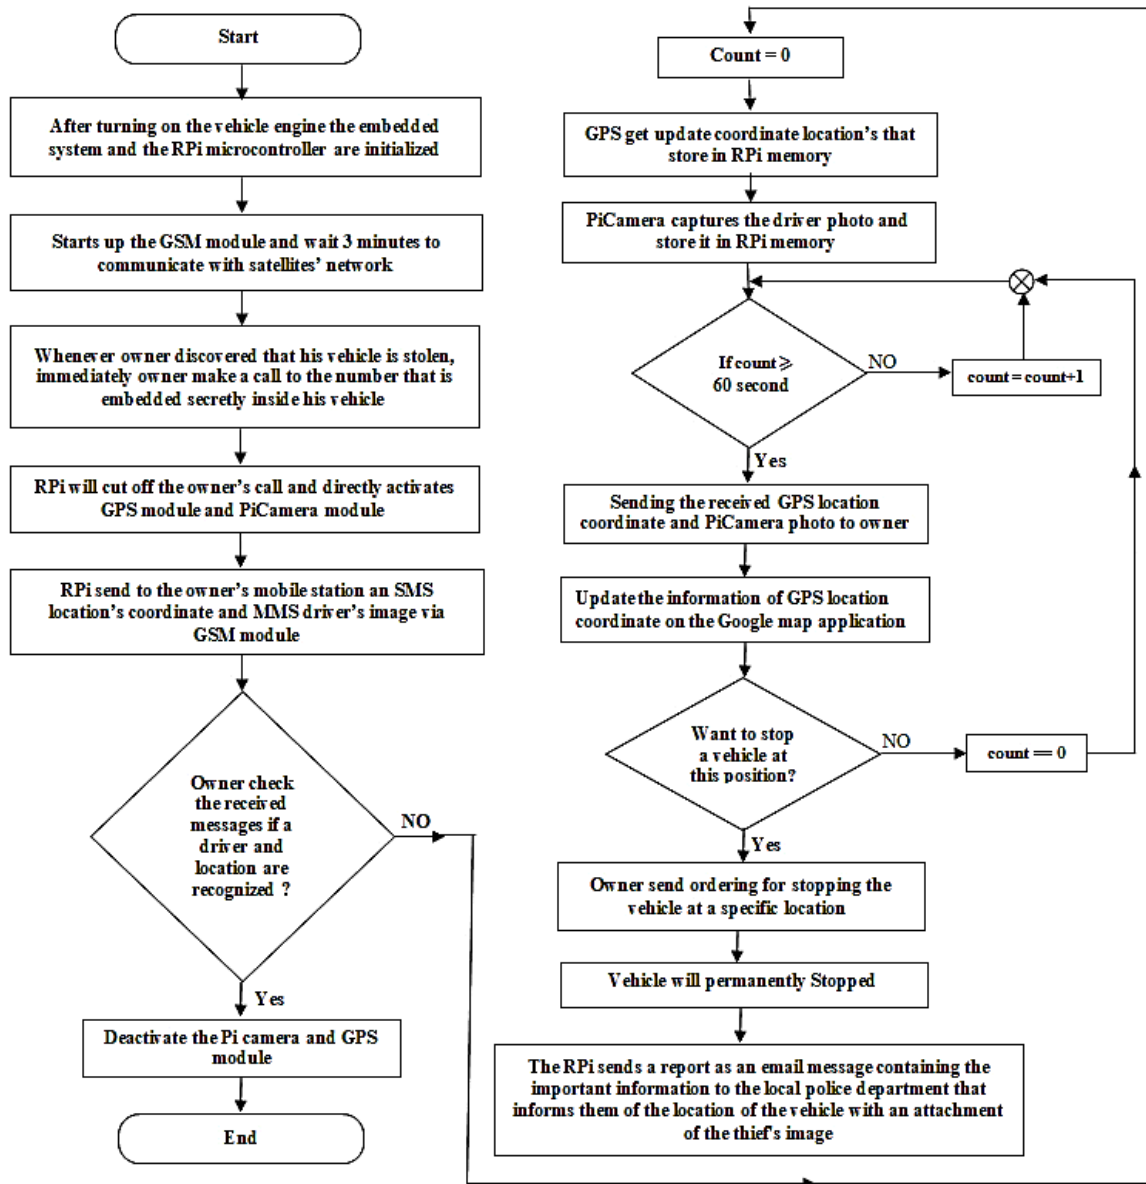 Start
After turning on the vehicle engine the embedded
system and the RPi microcontroller are initialized
Starts up the GSM module and wait 3 minutes to
communicate with satellites' network
Whenever owner discovered that his vehicle is stolen,
immediately owner make a call to the number that is
embedded secretly inside his vehicle
RPi will cut off the owner's call and directly activates
GPS module and PiCamera module
RPi send to the owner's mobile station an SMS
location's coordinate and MMS driver's image via
GSM module
Owner check
the received
messages if a
driver and
location are
recognized ?
NO
Yes
Deactivate the Pi camera and GPS
module
End
Count = 0
GPS get update coordinate location's that
store in RPi memory
PiCamera captures the driver photo and
store it in RPi memory
If count ⩾
60 second
NO
count = count+1
Yes
Sending the received GPS location
coordinate and PiCamera photo to owner
Update the information of GPS location
coordinate on the Google map application
Want to stop
a vehicle at
this position?
NO
count == 0
Yes
Owner send ordering for stopping the
vehicle at a specific location
Vehicle will permanently Stopped
The RPi sends a report as an email message containing the
important information to the local police department that
informs them of the location of the vehicle with an attachment
of the thief's image